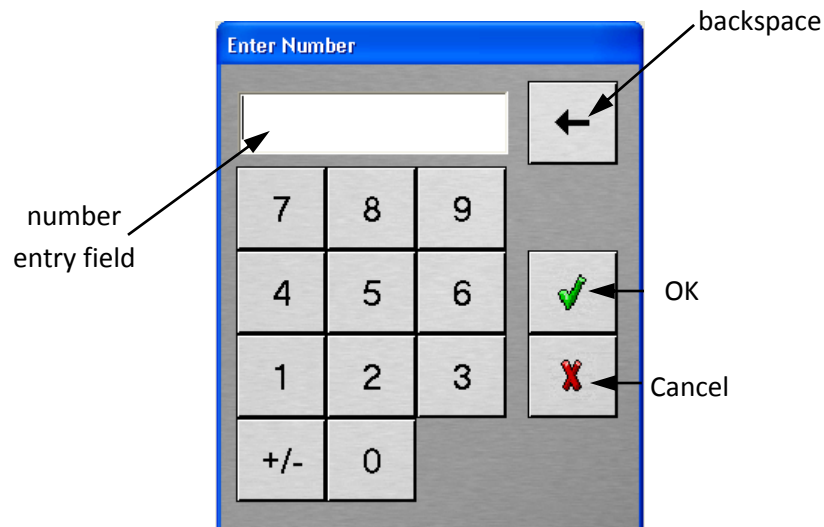 backspace
Enter Number
7 8 9
number
entry field
4 5 6
OK
1 2 3
Cancel
+/- 0